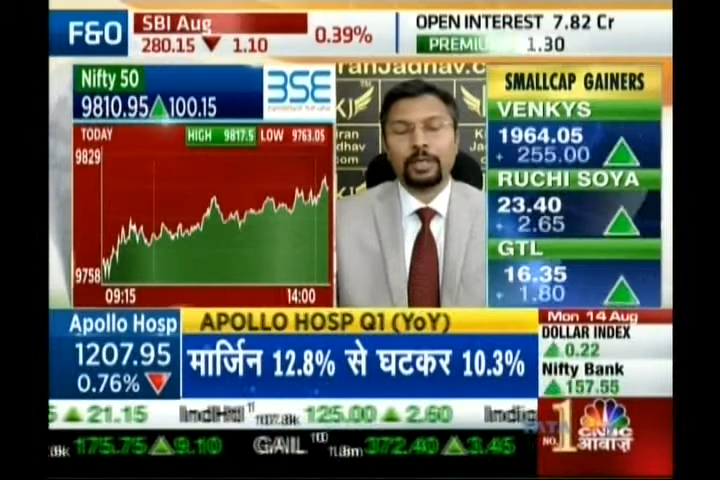 F&O
SBI Aug
280.15 ▼ 1.10
0.39%
OPEN INTEREST 7.82 Cr
1.30
Nifty 50
9810.95 ▲ 100.15
BSE
TODAY
HIGH 9817.5 LOW 9763.05
9829
9758
09:15
14:00
SMALLCAP GAINERS
VENKYS
1964.05
+ 255.00
RUCHI SOYA
23.40
+ 2.65
GTL
16.35
+ 1.80
Apollo Hosp
1207.95
0.76% ▼
APOLLO HOSP Q1 (YoY)
मार्जिन 12.8% से घटकर 10.3%
Mon 14 Aug
DOLLAR INDEX
▲ 0.22
Nifty Bank
▲ 157.55
▲ 21.15
125.00 ▲ 2.60
175.75 ▲ 9.10 GAIL 372.40 ▲ 3.45
NO. 1
CNBC
आवाज़